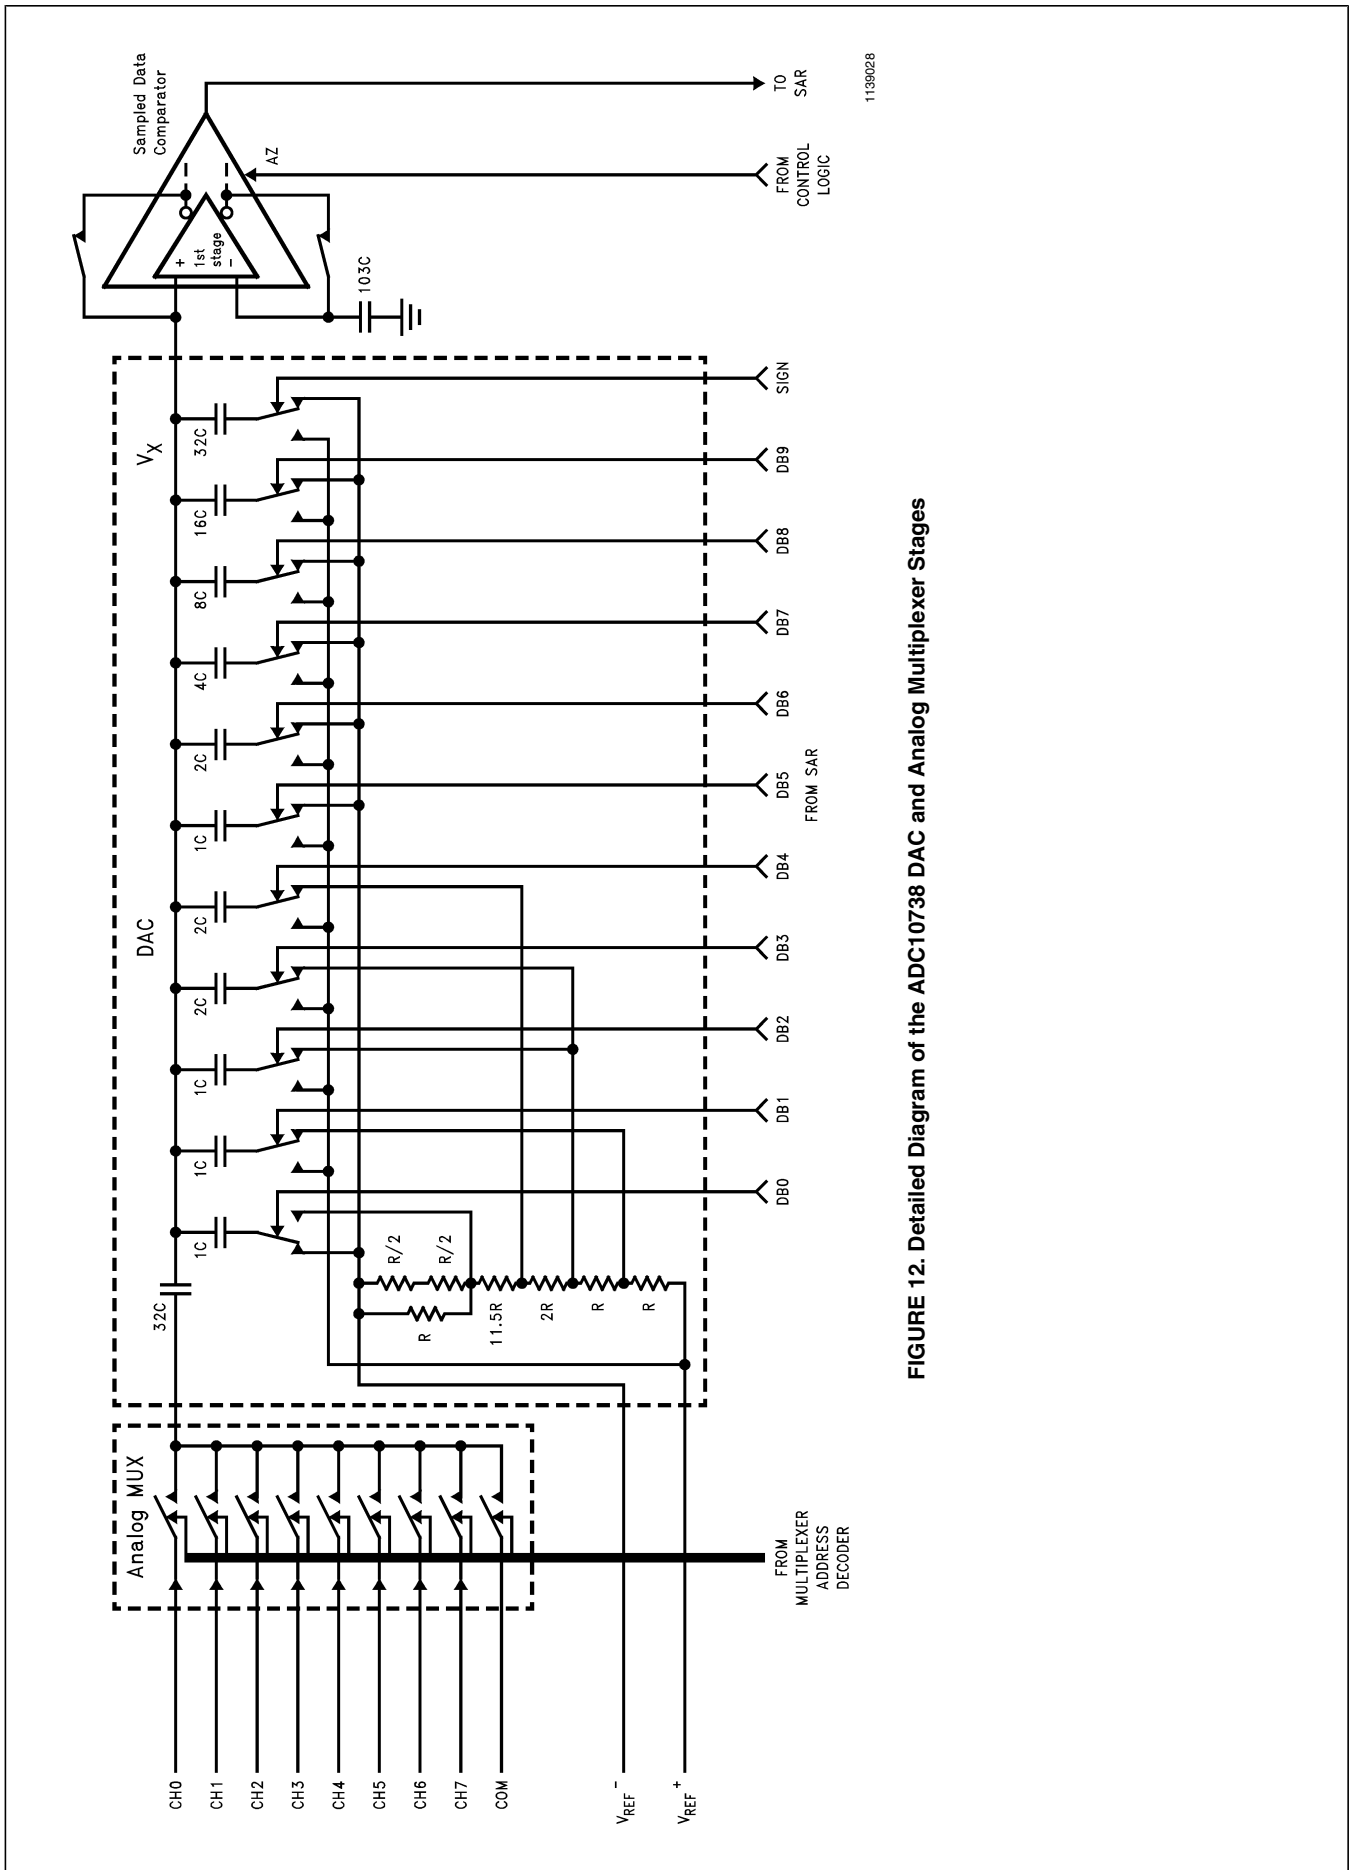 Sampled Data
Comparator
AZ
+
1st
stage
−
103C
TO
SAR
FROM
CONTROL
LOGIC
DAC
VX
32C
1C
1C
1C
2C
2C
1C
2C
4C
8C
16C
32C
R/2
R/2
R
11.5R
2R
R
R
DB0
DB1
DB2
DB3
DB4
DB5
DB6
DB7
DB8
DB9
SIGN
FROM SAR
Analog MUX
CH0
CH1
CH2
CH3
CH4
CH5
CH6
CH7
COM
VREF−
VREF+
FROM
MULTIPLEXER
ADDRESS
DECODER
1139028
FIGURE 12. Detailed Diagram of the ADC10738 DAC and Analog Multiplexer Stages